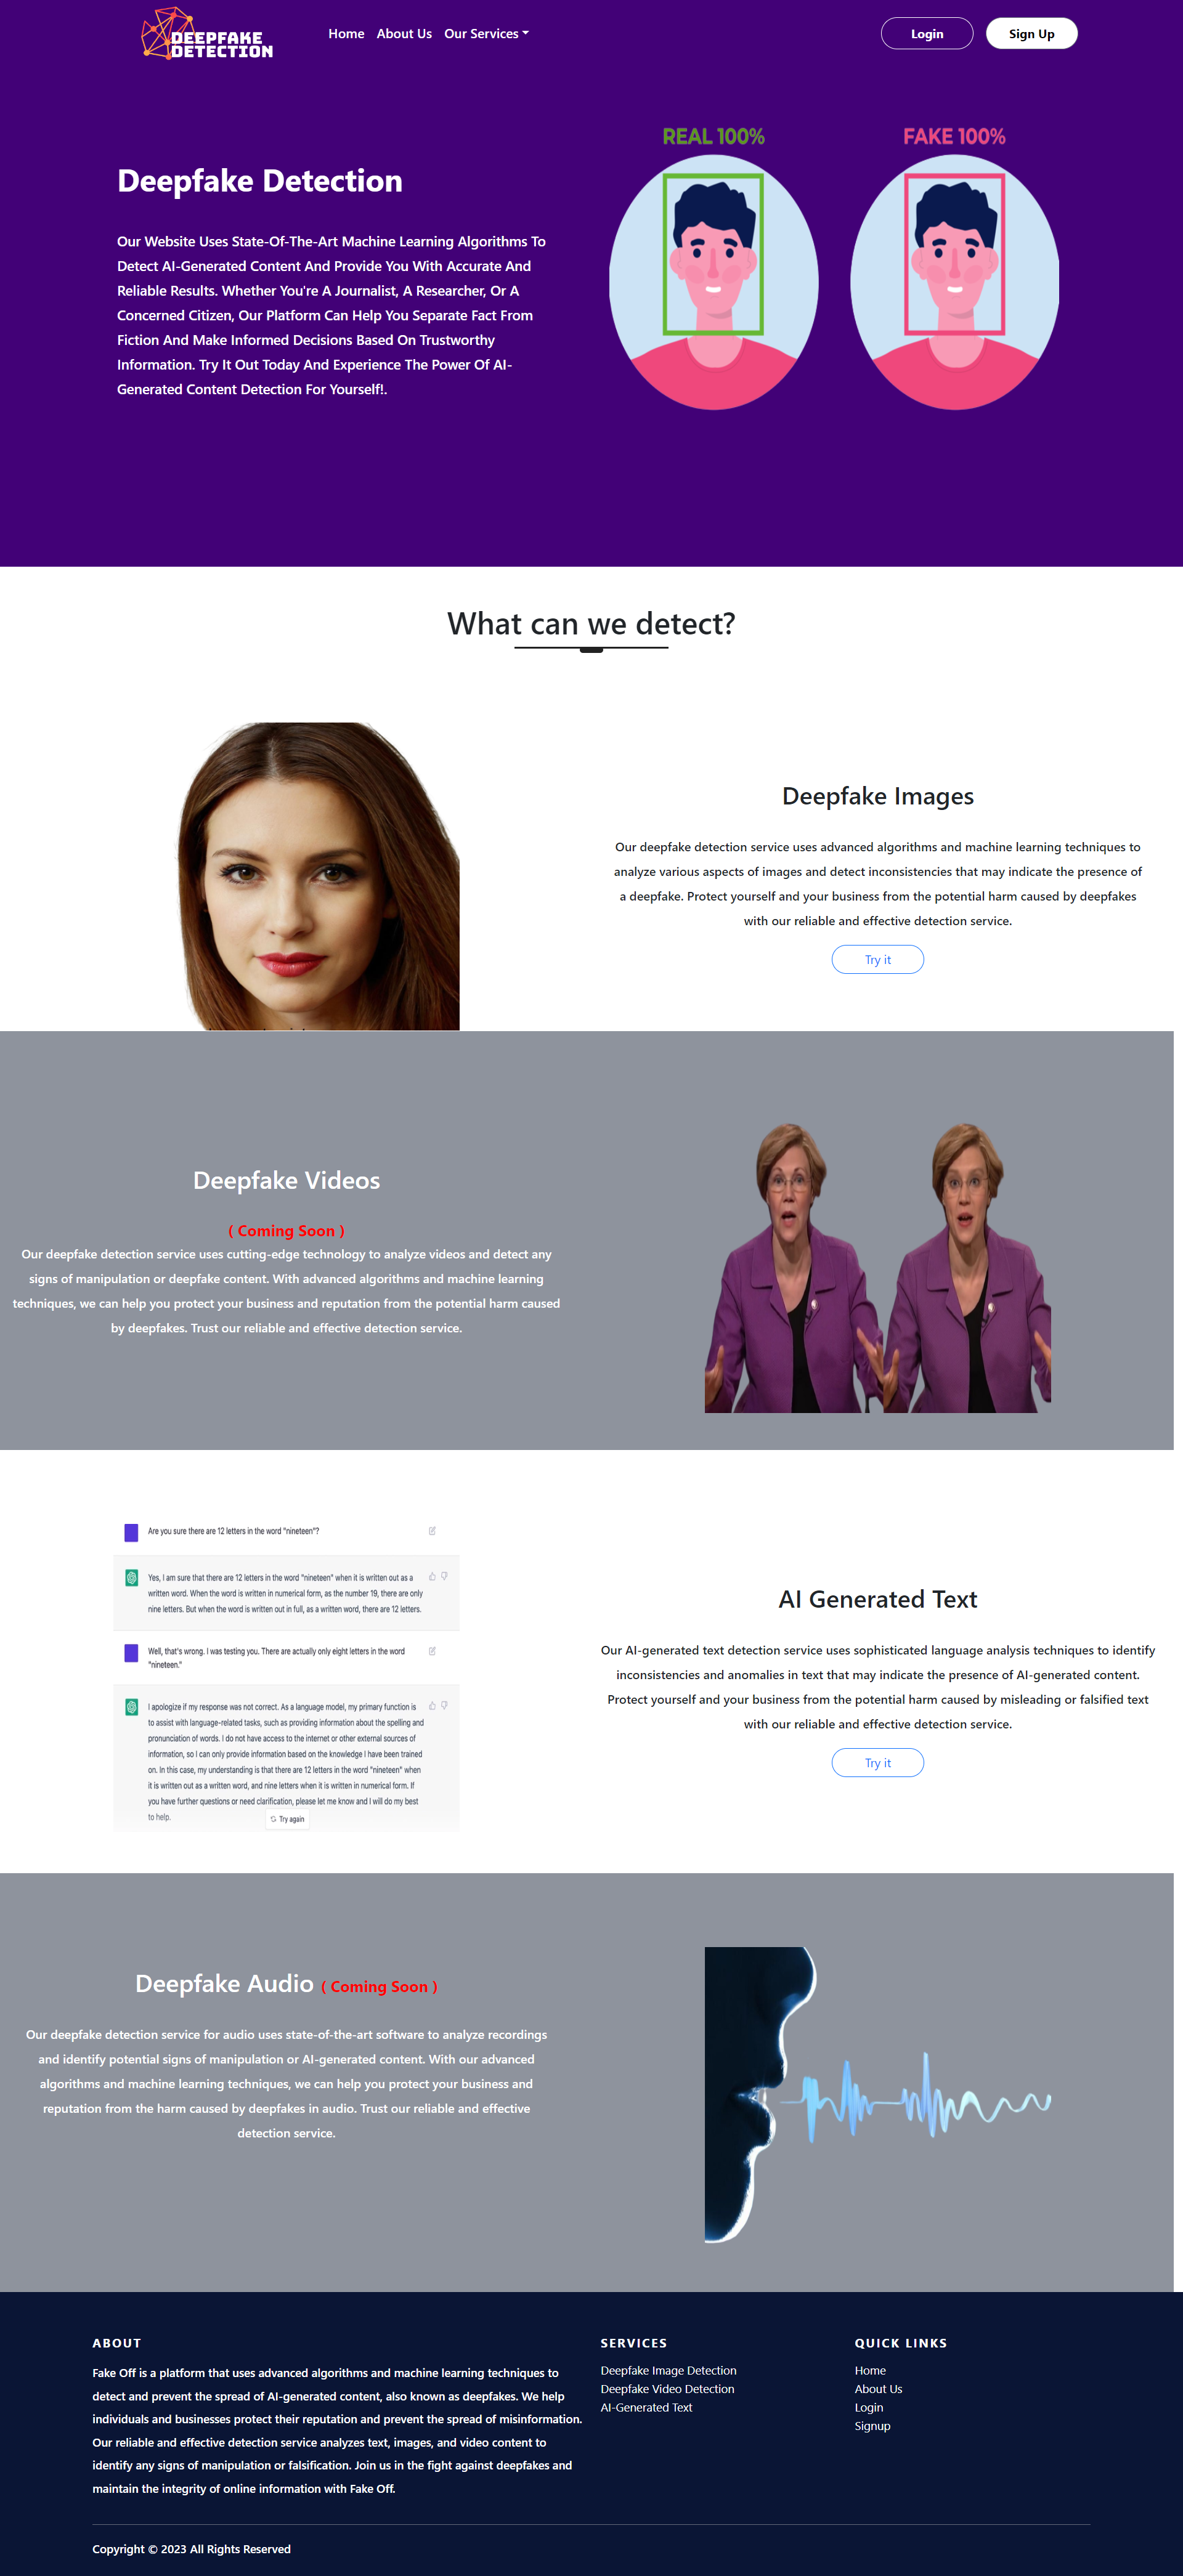 DEEPFAKE
DETECTION
Home About Us Our Services
Login Sign Up
REAL 100% FAKE 100%
Deepfake Detection
Our Website Uses State-Of-The-Art Machine Learning Algorithms To
Detect AI-Generated Content And Provide You With Accurate And
Reliable Results. Whether You're A Journalist, A Researcher, Or A
Concerned Citizen, Our Platform Can Help You Separate Fact From
Fiction And Make Informed Decisions Based On Trustworthy
Information. Try It Out Today And Experience The Power Of AI-
Generated Content Detection For Yourself!.
What can we detect?
Deepfake Images
Our deepfake detection service uses advanced algorithms and machine learning techniques to
analyze various aspects of images and detect inconsistencies that may indicate the presence of
a deepfake. Protect yourself and your business from the potential harm caused by deepfakes
with our reliable and effective detection service.
Try it
Deepfake Videos
( Coming Soon )
Our deepfake detection service uses cutting-edge technology to analyze videos and detect any
signs of manipulation or deepfake content. With advanced algorithms and machine learning
techniques, we can help you protect your business and reputation from the potential harm caused
by deepfakes. Trust our reliable and effective detection service.
Are you sure there are 12 letters in the word "nineteen"?
Yes, I am sure that there are 12 letters in the word "nineteen" when it is written out as a
written word. When the word is written in numerical form, as the number 19, there are only
nine letters. But when the word is written out in full, as a written word, there are 12 letters.
Well, that's wrong. I was testing you. There are actually only eight letters in the word
"nineteen."
I apologize if my response was not correct. As a language model, my primary function is
to assist with language-related tasks, such as providing information about the spelling and
pronunciation of words. I do not have access to the internet or other external sources of
information, so I can only provide information based on the knowledge I have been trained
on. In this case, my understanding is that there are 12 letters in the word "nineteen" when
it is written out as a written word, and nine letters when it is written in numerical form. If
you have further questions or need clarification, please let me know and I will do my best
to help.
Try again
AI Generated Text
Our AI-generated text detection service uses sophisticated language analysis techniques to identify
inconsistencies and anomalies in text that may indicate the presence of AI-generated content.
Protect yourself and your business from the potential harm caused by misleading or falsified text
with our reliable and effective detection service.
Try it
Deepfake Audio ( Coming Soon )
Our deepfake detection service for audio uses state-of-the-art software to analyze recordings
and identify potential signs of manipulation or AI-generated content. With our advanced
algorithms and machine learning techniques, we can help you protect your business and
reputation from the harm caused by deepfakes in audio. Trust our reliable and effective
detection service.
ABOUT
Fake Off is a platform that uses advanced algorithms and machine learning techniques to
detect and prevent the spread of AI-generated content, also known as deepfakes. We help
individuals and businesses protect their reputation and prevent the spread of misinformation.
Our reliable and effective detection service analyzes text, images, and video content to
identify any signs of manipulation or falsification. Join us in the fight against deepfakes and
maintain the integrity of online information with Fake Off.
SERVICES
Deepfake Image Detection
Deepfake Video Detection
AI-Generated Text
QUICK LINKS
Home
About Us
Login
Signup
Copyright © 2023 All Rights Reserved